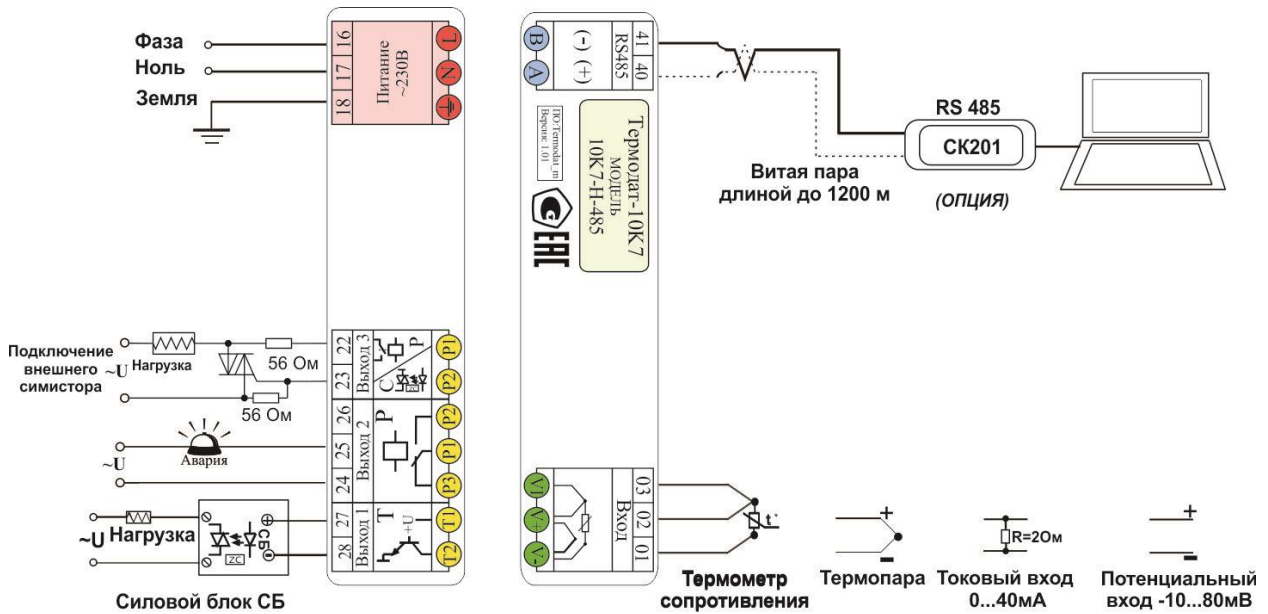 Фаза
Ноль
Земля
16
17
18
Питание
~230В
L
N
B
A
(-) (+)
RS485
41
40
ПО:Termodat_m
Версия: 1.01
Термодат-10К7
МОДЕЛЬ
10К7-Н-485
ЕАС
Витая пара
длиной до 1200 м
RS 485
СК201
(ОПЦИЯ)
Подключение
внешнего
симистора
~U
Нагрузка
56 Ом
56 Ом
22
23
Выход 3
С
Р
P1
P2
~U
Авария
26
25
24
Выход 2
Р
P2
P1
P3
~U
Нагрузка
СБ
ZC
27
28
Выход 1
Т
+U
T1
T2
Силовой блок СБ
V1
V+
V-
Вход
03
02
01
t°
Термометр
сопротивления
+
Термопара
R=2Ом
Токовый вход
0...40мА
+
Потенциальный
вход -10...80мВ